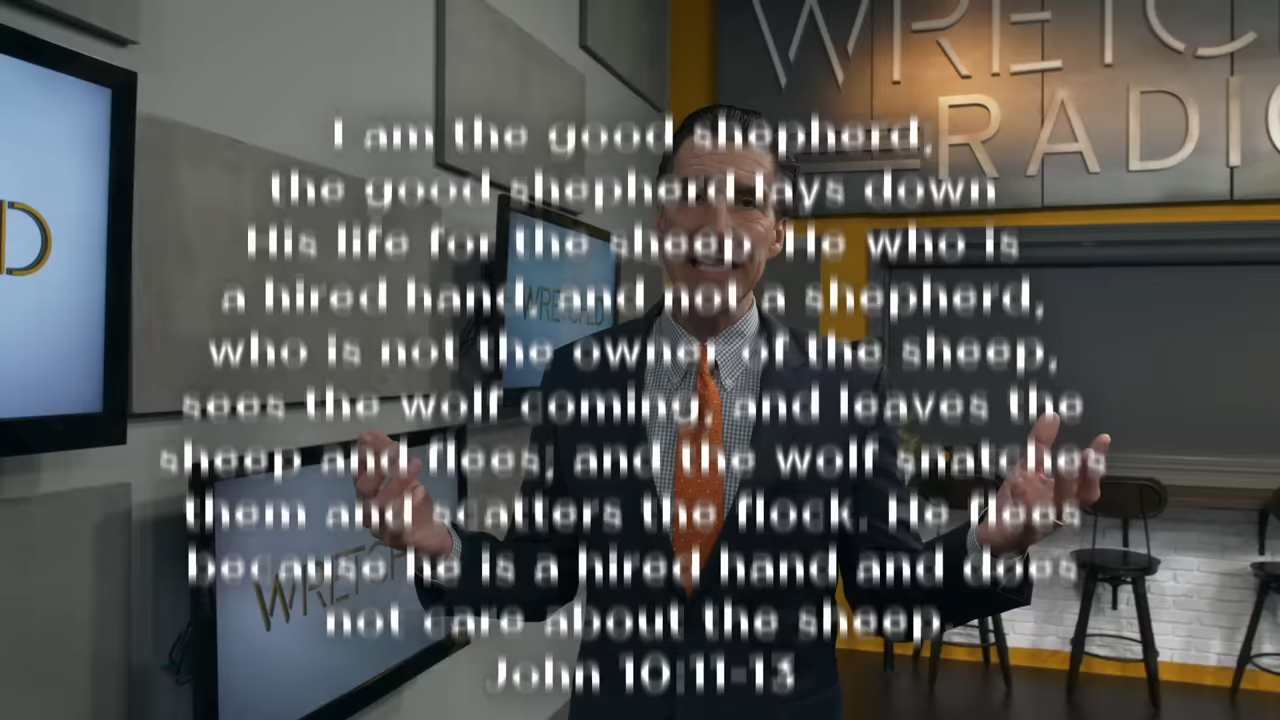 WRETC
RADIO
D
WRETCHED
WRETCH
I am the good shepherd,
the good shepherd lays down
His life for the sheep. He who is
a hired hand, and not a shepherd,
who is not the owner of the sheep,
sees the wolf coming, and leaves the
sheep and flees; and the wolf snatches
them and scatters the flock. He flees
because he is a hired hand and does
not care about the sheep.
John 10:11-13